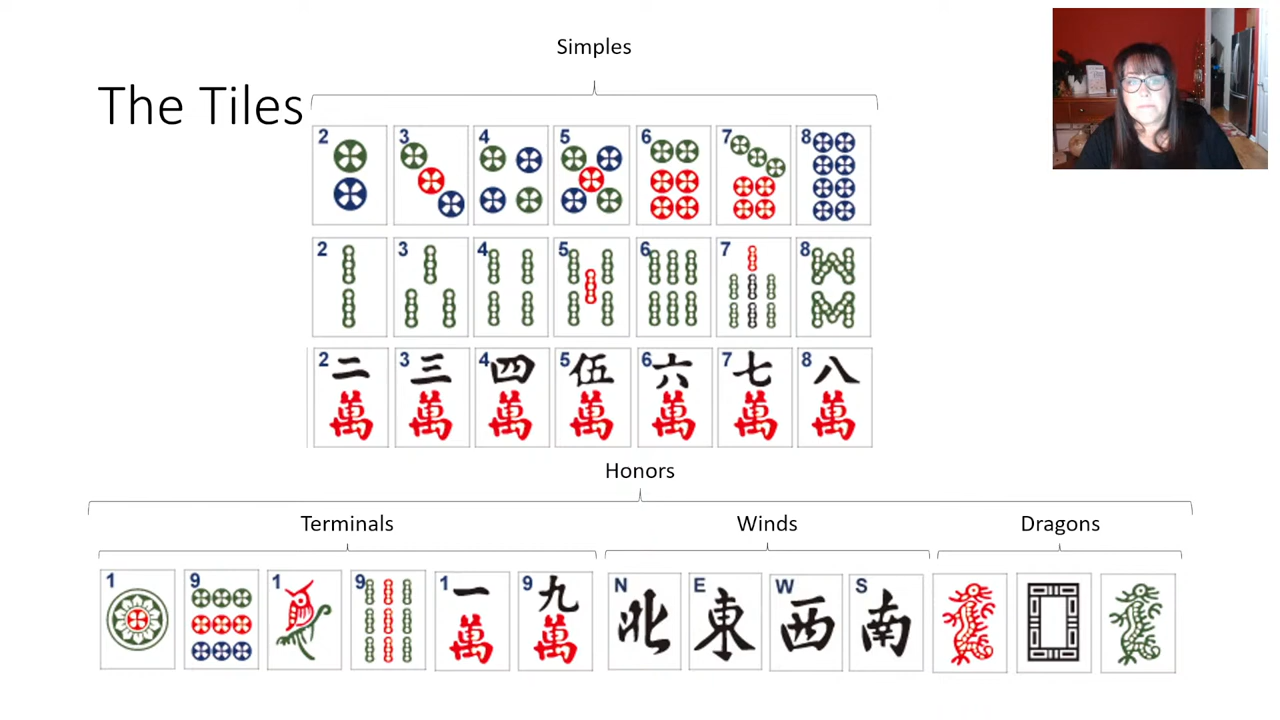 Simples
The Tiles
2 3 4 5 6 7 8
2 3 4 5 6 7 8
2 3 4 5 6 7 8
二 三 四 伍 六 七 八
萬 萬 萬 萬 萬 萬 萬
Honors
Terminals Winds Dragons
1 9 1 9 1 9 N E W S
一 九 北 東 西 南
萬 萬